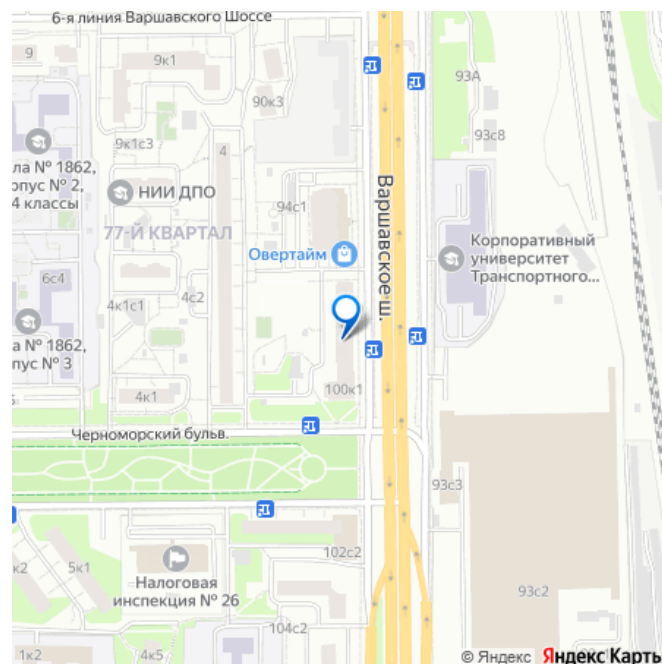 6-я линия Варшавского Шоссе
9
9к1
93А
90к3
93с8
9к1с3
4
ла № 1862,
рпус № 2,
4 классы
НИИ ДПО
94с1
77-Й КВАРТАЛ
Варшавское ш.
Овертайм
Корпоративный
университет
Транспортного...
6с4
4с2
4к1с1
а № 1862,
пус № 3
4к1
100к1
Черноморский бульв.
93с3
102с2
к2
5к1
Налоговая
инспекция № 26
93с2
104с2
1к2
4к5
© Яндекс Яндекс Карты